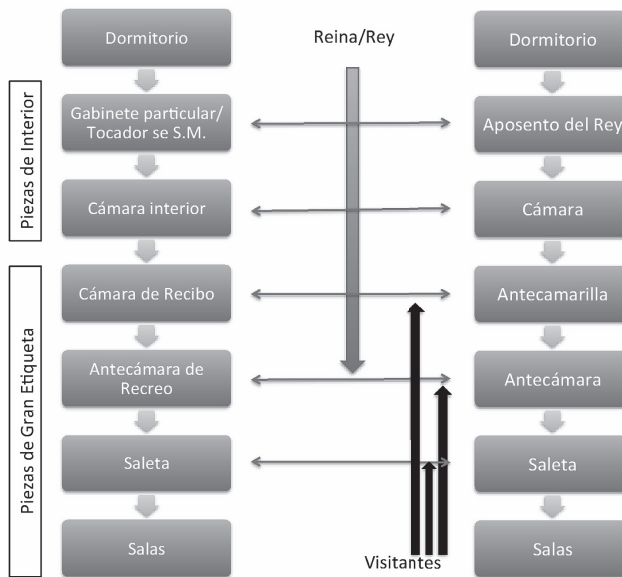 Dormitorio
Reina/Rey
Dormitorio
Piezas de Interior
Gabinete particular/
Tocador se S.M.
Aposento del Rey
Cámara interior
Cámara
Piezas de Gran Etiqueta
Cámara de Recibo
Antecamarilla
Antecámara de
Recreo
Antecámara
Saleta
Saleta
Salas
Visitantes
Salas